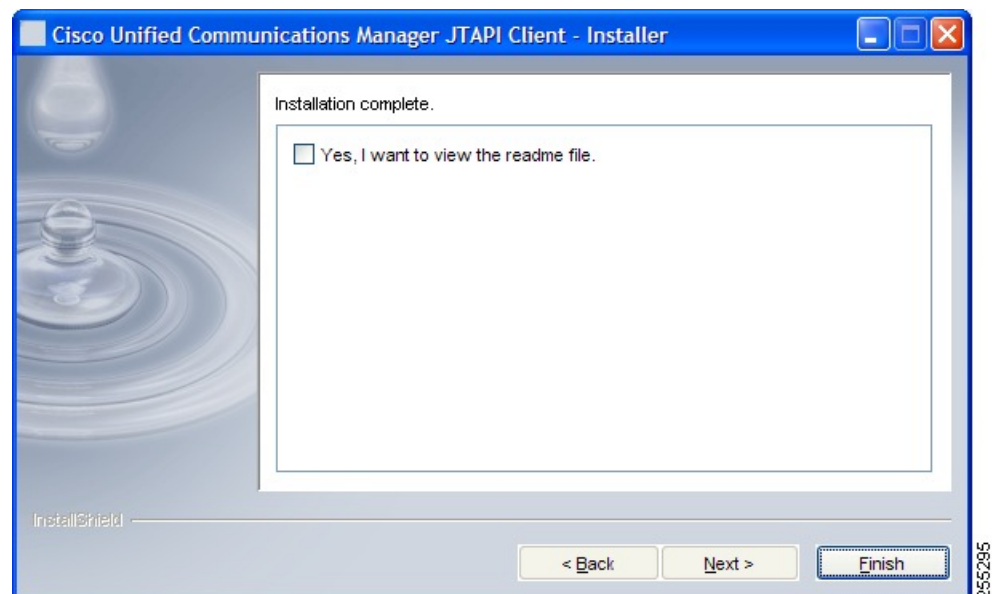 Cisco Unified Communications Manager JTAPI Client - Installer
Installation complete.
Yes, I want to view the readme file.
InstallShield
< Back
Next >
Finish
255295